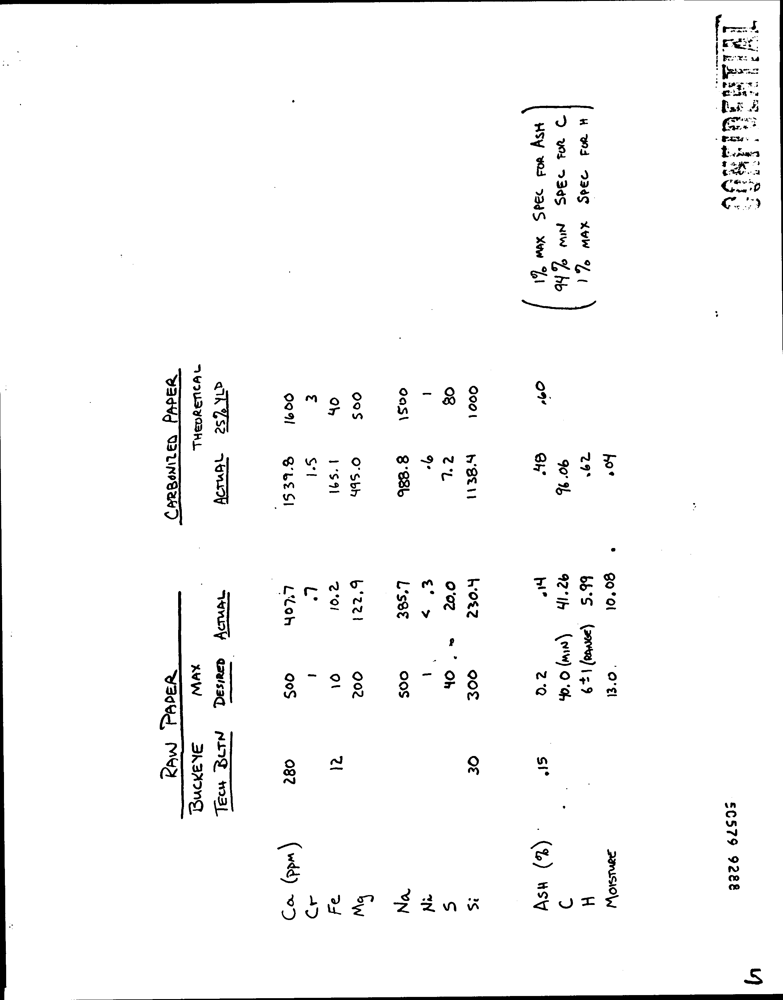 CONFIDENTIAL
RAW PAPER CARBONIZED PAPER
BUCKEYE MAX THEORETICAL
TECH BLTN DESIRED ACTUAL ACTUAL 25% YLD
Ca (PPM) 280 500 407.7 1539.8 1600
Cr 1 .7 1.5 3
Fe 12 10 10.2 165.1 40
Mg 200 122.9 495.0 500
Na 500 385.7 988.8 1500
Ni 1 < .3 .6 1
S 40 20.0 7.2 80
Si 30 300 230.4 1138.4 1000
ASH (%) .15 0.2 .14 .48 .60 (1% MAX SPEC FOR ASH
C 40.0 (MIN) 41.26 96.06 94% MIN SPEC FOR C
H 6±1 (RANGE) 5.99 .62 1% MAX SPEC FOR H)
MOISTURE 13.0 10.08 .04
50579 9288
5